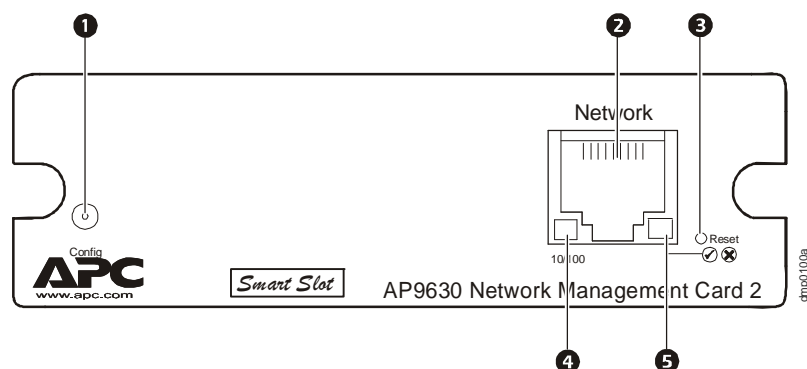 1 2 3
Network
Reset
Config
10/100
APC
www.apc.com
Smart Slot
AP9630 Network Management Card 2
dmp0100a
4 5